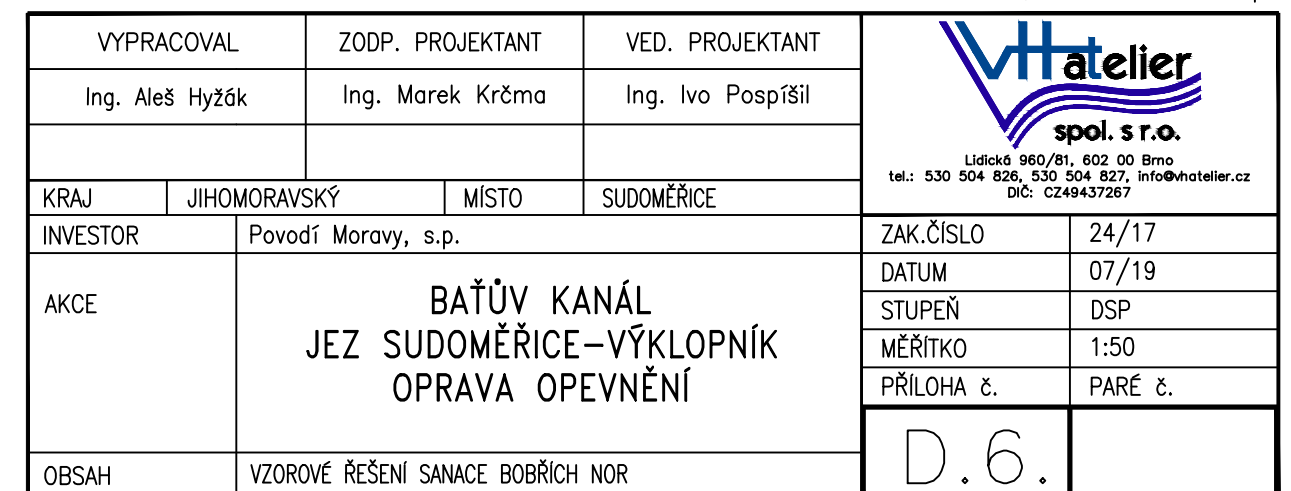 VYPRACOVAL ZODP. PROJEKTANT VED. PROJEKTANT
Ing. Aleš Hyžák Ing. Marek Krčma Ing. Ivo Pospíšil
VHatelier
spol. s r.o.
Lidická 960/81, 602 00 Brno
tel.: 530 504 826, 530 504 827, info@vhatelier.cz
DIČ: CZ49437267
KRAJ JIHOMORAVSKÝ MÍSTO SUDOMĚŘICE
INVESTOR Povodí Moravy, s.p.
ZAK.ČÍSLO 24/17
DATUM 07/19
STUPEŇ DSP
MĚŘÍTKO 1:50
PŘÍLOHA č. PARÉ č.
D.6.
AKCE
BAŤŮV KANÁL
JEZ SUDOMĚŘICE-VÝKLOPNÍK
OPRAVA OPEVNĚNÍ
OBSAH VZOROVÉ ŘEŠENÍ SANACE BOBŘÍCH NOR